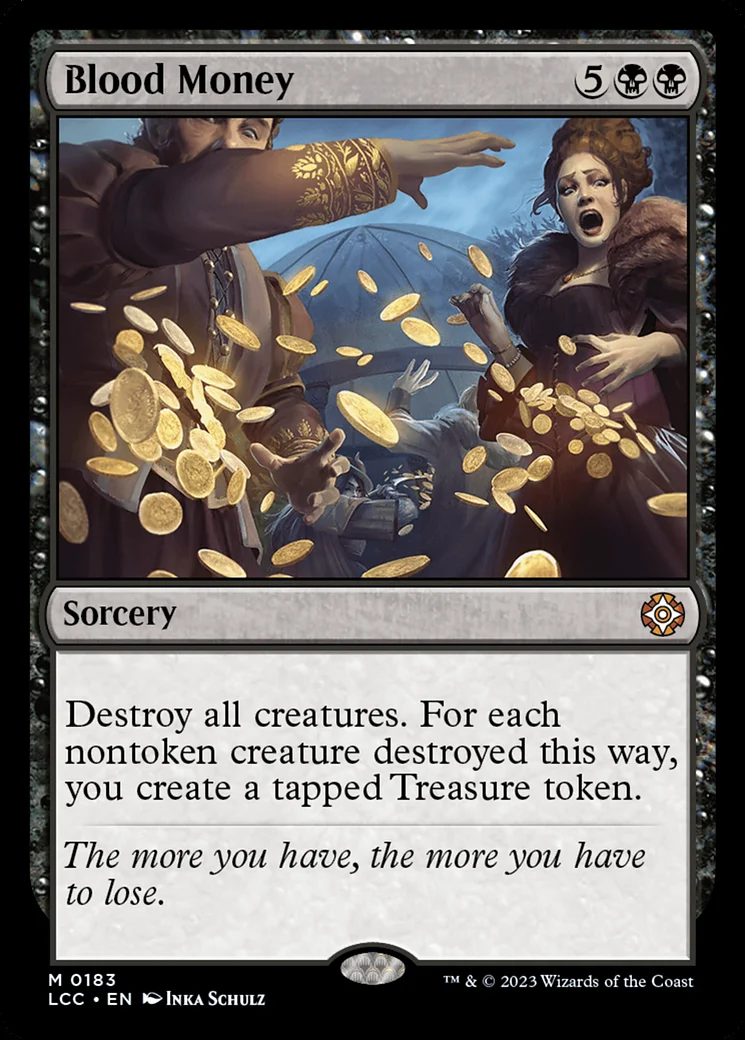 Blood Money 5
Sorcery
Destroy all creatures. For each
nontoken creature destroyed this way,
you create a tapped Treasure token.
The more you have, the more you have
to lose.
M 0183
LCC • EN Inka Schulz
™ & © 2023 Wizards of the Coast